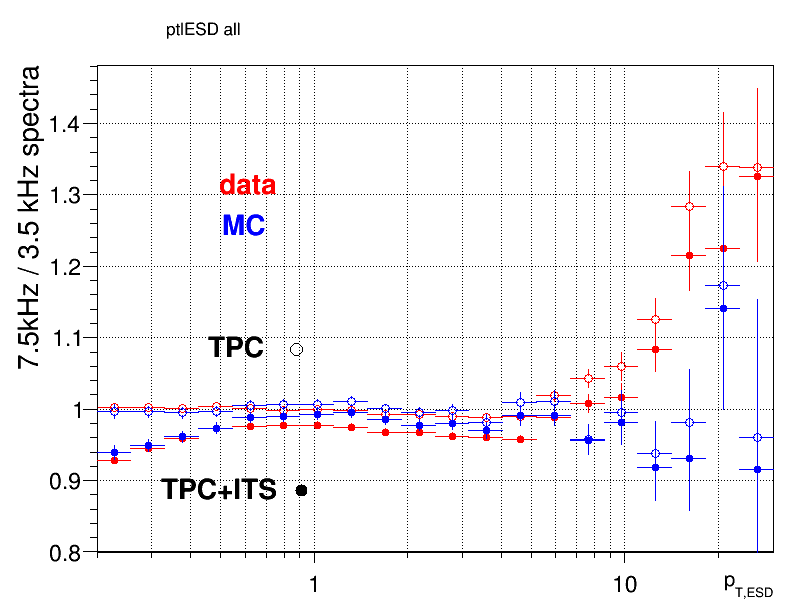 ptlESD all
7.5kHz / 3.5 kHz spectra
1.4
1.3
1.2
1.1
1
0.9
0.8
data
MC
TPC
TPC+ITS
1
10
p_T,ESD